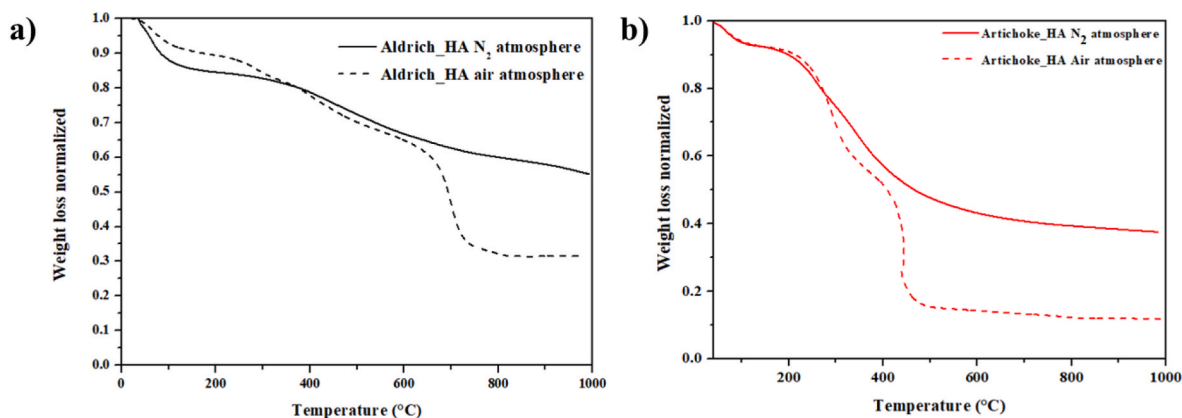 a)
Weight loss normalized
1.0
0.9
0.8
0.7
0.6
0.5
0.4
0.3
0.2
0.1
0.0
Aldrich_HA N2 atmosphere
Aldrich_HA air atmosphere
0 200 400 600 800 1000
Temperature (°C)
b)
Weight loss normalized
1.0
0.8
0.6
0.4
0.2
0.0
Artichoke_HA N2 atmosphere
Artichoke_HA Air atmosphere
200 400 600 800 1000
Temperature (°C)